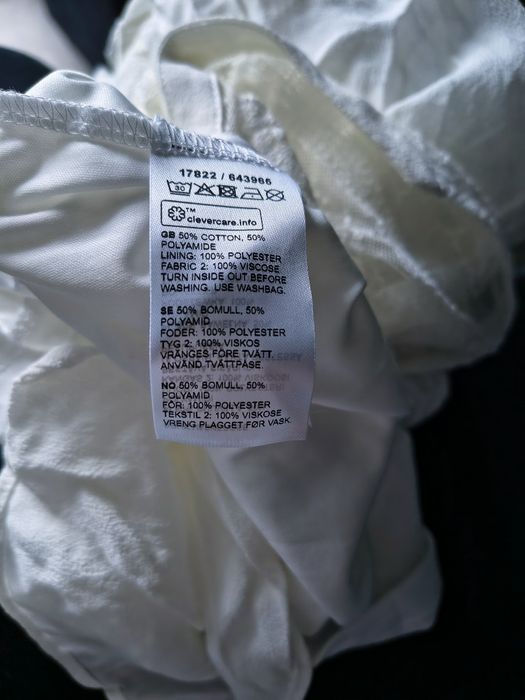 17822 / 643966
30
TM
clevercare.info
GB 50% COTTON, 50%
POLYAMIDE
LINING: 100% POLYESTER
FABRIC 2: 100% VISCOSE
TURN INSIDE OUT BEFORE
WASHING. USE WASHBAG.
SE 50% BOMULL, 50%
POLYAMID
FODER: 100% POLYESTER
TYG 2: 100% VISKOS
VRÄNGES FÖRE TVÄTT.
ANVÄND TVÄTTPÅSE.
NO 50% BOMULL, 50%
POLYAMID
FÔR: 100% POLYESTER
TEKSTIL 2: 100% VISKOSE
VRENG PLAGGET FØR VASK.